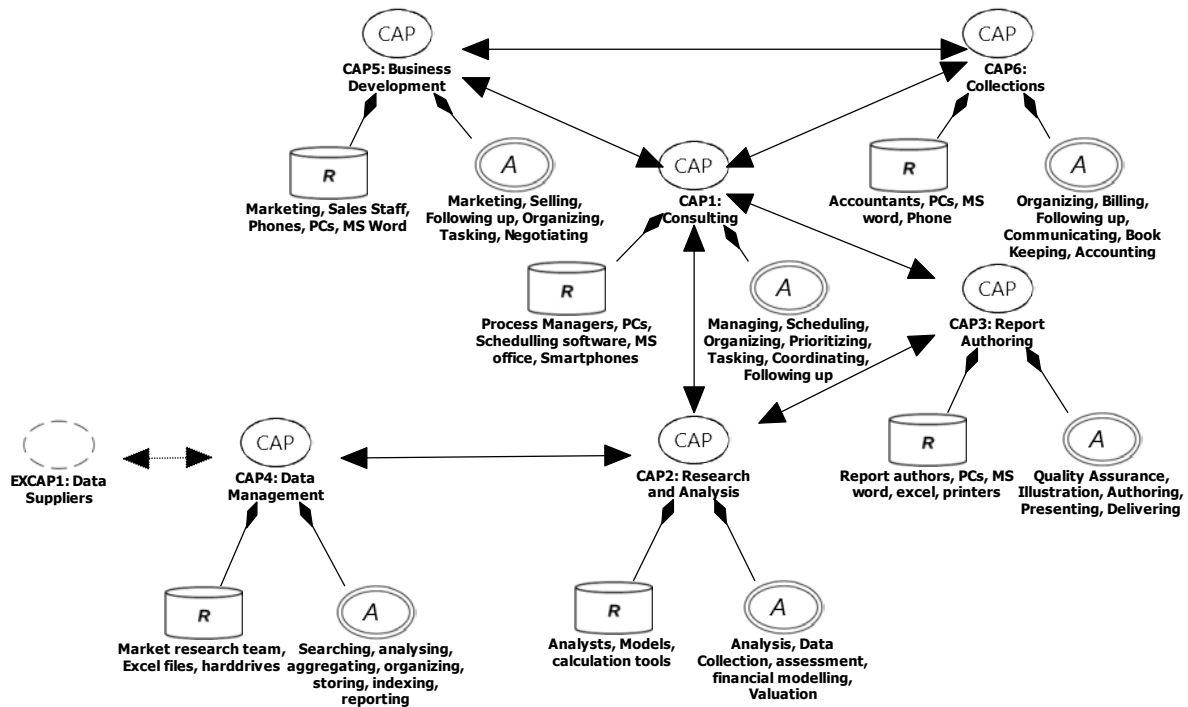 CAP
CAP5: Business
Development
R
Marketing, Sales Staff,
Phones, PCs, MS Word
A
Marketing, Selling,
Following up, Organizing,
Tasking, Negotiating
CAP
CAP6:
Collections
R
Accountants, PCs, MS
word, Phone
A
Organizing, Billing,
Following up,
Communicating, Book
Keeping, Accounting
CAP
CAP1:
Consulting
R
Process Managers, PCs,
Schedulling software, MS
office, Smartphones
A
Managing, Scheduling,
Organizing, Prioritizing,
Tasking, Coordinating,
Following up
CAP
CAP3: Report
Authoring
R
Report authors, PCs, MS
word, excel, printers
A
Quality Assurance,
Illustration, Authoring,
Presenting, Delivering
EXCAP1: Data
Suppliers
CAP
CAP4: Data
Management
R
Market research team,
Excel files, harddrives
A
Searching, analysing,
aggregating, organizing,
storing, indexing,
reporting
CAP
CAP2: Research
and Analysis
R
Analysts, Models,
calculation tools
A
Analysis, Data
Collection, assessment,
financial modelling,
Valuation